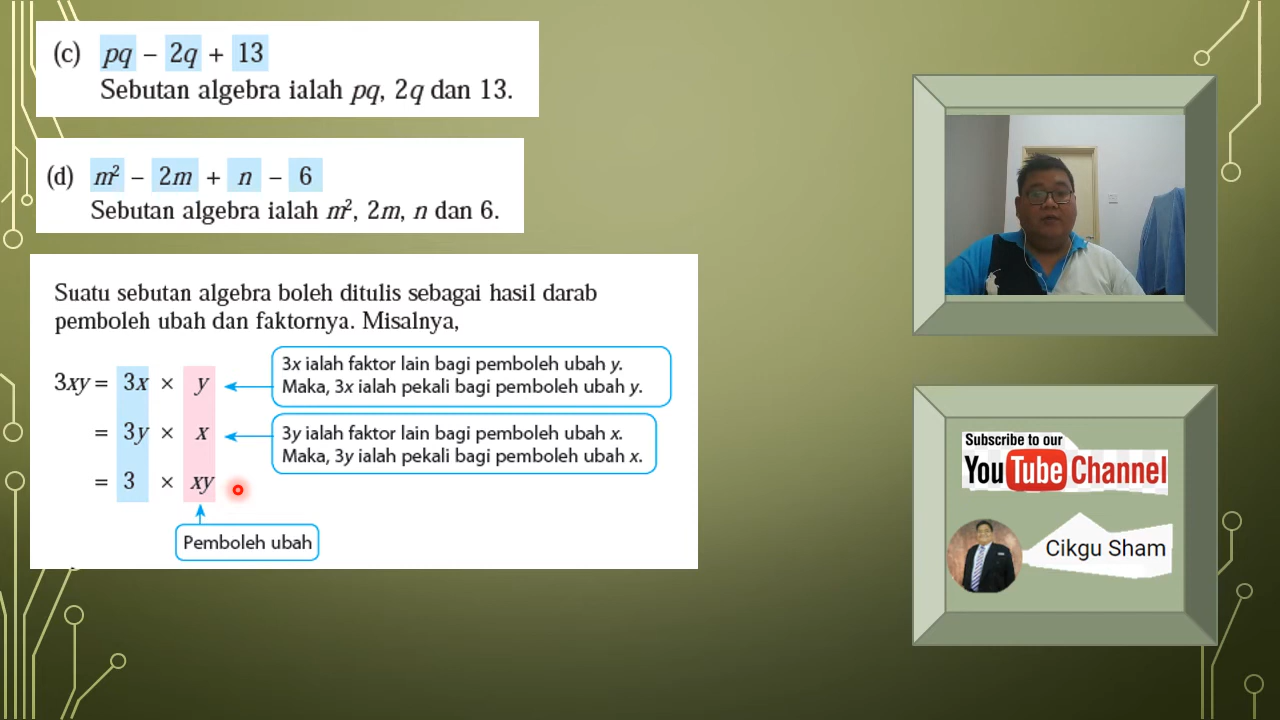 (c) pq – 2q + 13
Sebutan algebra ialah pq, 2q dan 13.
(d) m² – 2m + n – 6
Sebutan algebra ialah m², 2m, n dan 6.
Suatu sebutan algebra boleh ditulis sebagai hasil darab
pemboleh ubah dan faktornya. Misalnya,
3xy = 3x × y
3x ialah faktor lain bagi pemboleh ubah y.
Maka, 3x ialah pekali bagi pemboleh ubah y.
= 3y × x
3y ialah faktor lain bagi pemboleh ubah x.
Maka, 3y ialah pekali bagi pemboleh ubah x.
= 3 × xy
Pemboleh ubah
Subscribe to our
YouTube Channel
Cikgu Sham